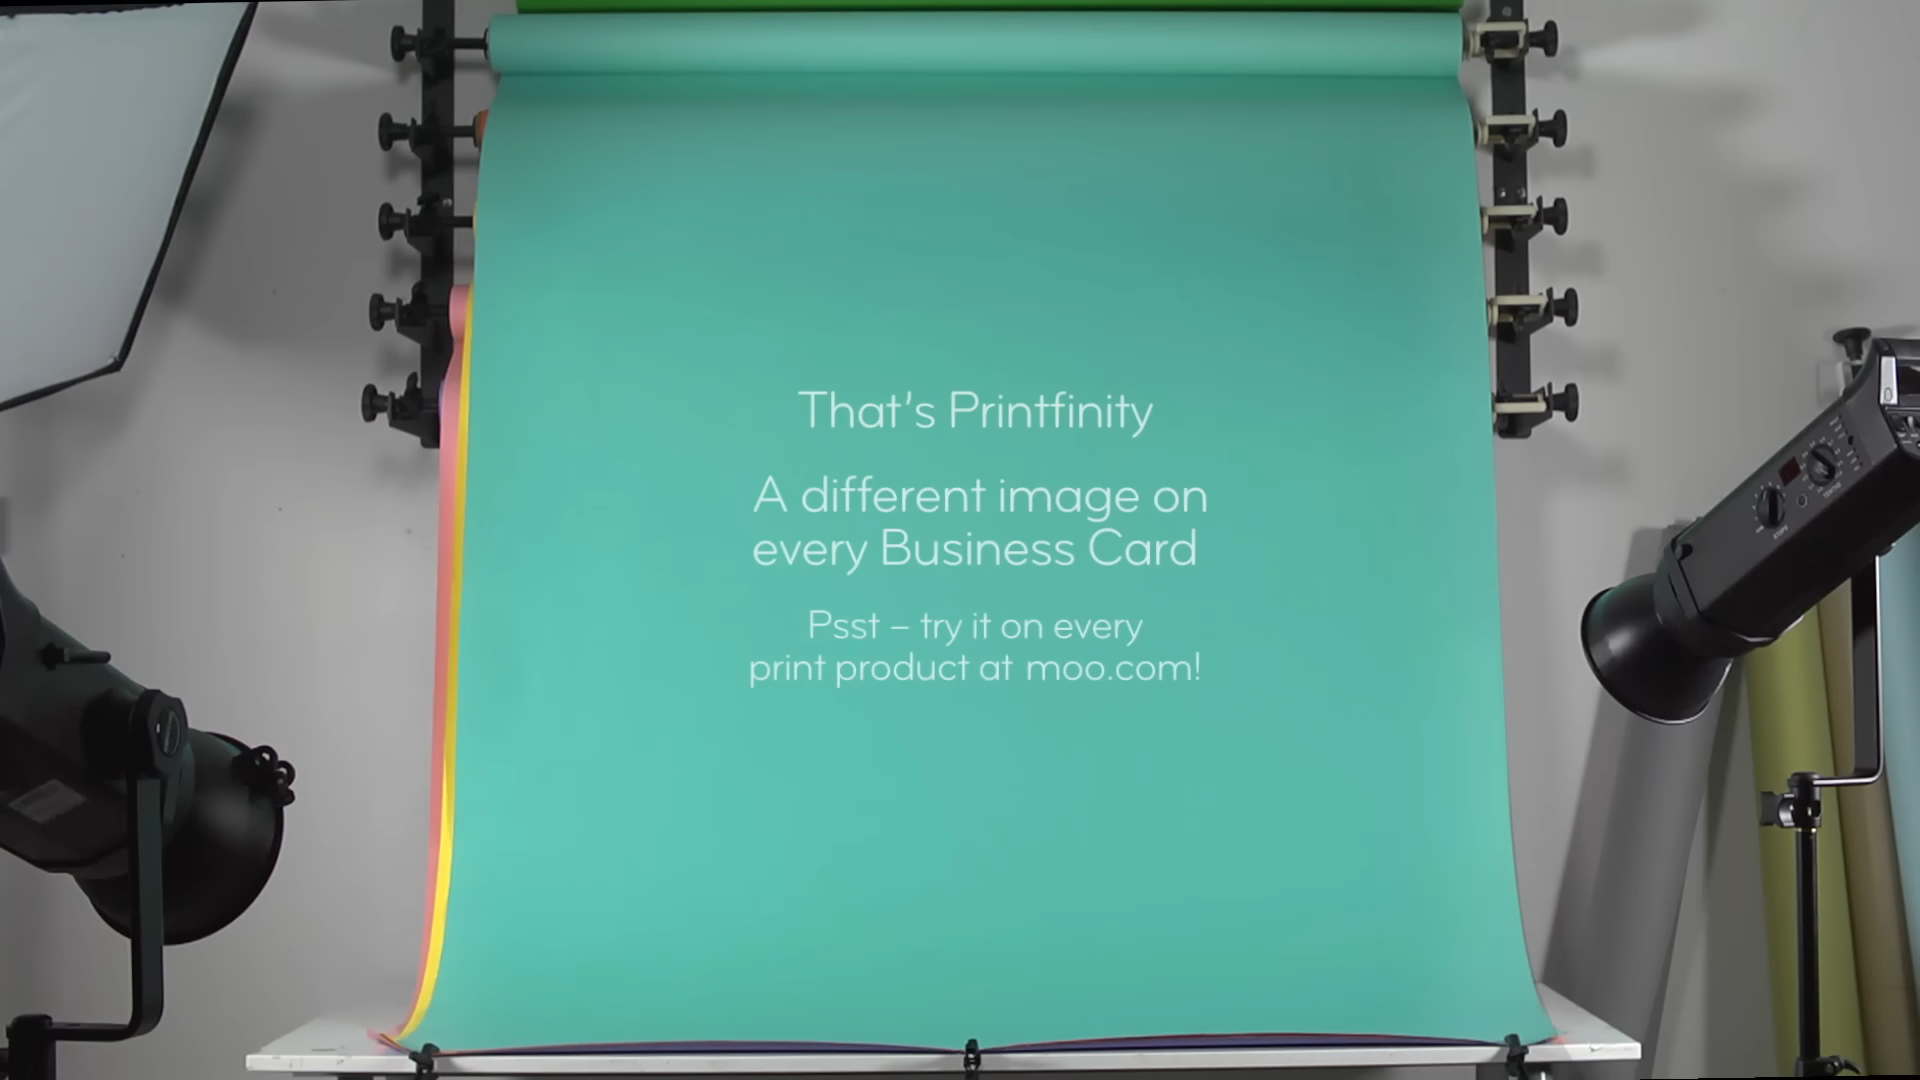 That's Printfinity
A different image on
every Business Card
Psst – try it on every
print product at moo.com!